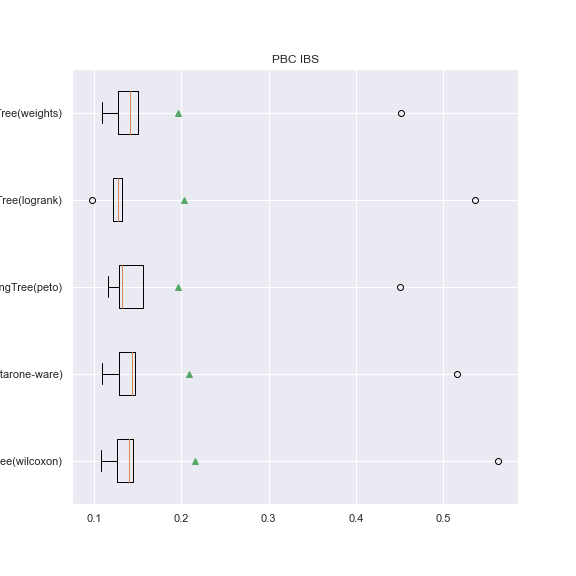 PBC IBS
Tree(weights)
Tree(logrank)
ngTree(peto)
tarone-ware)
ee(wilcoxon)
0.1 0.2 0.3 0.4 0.5